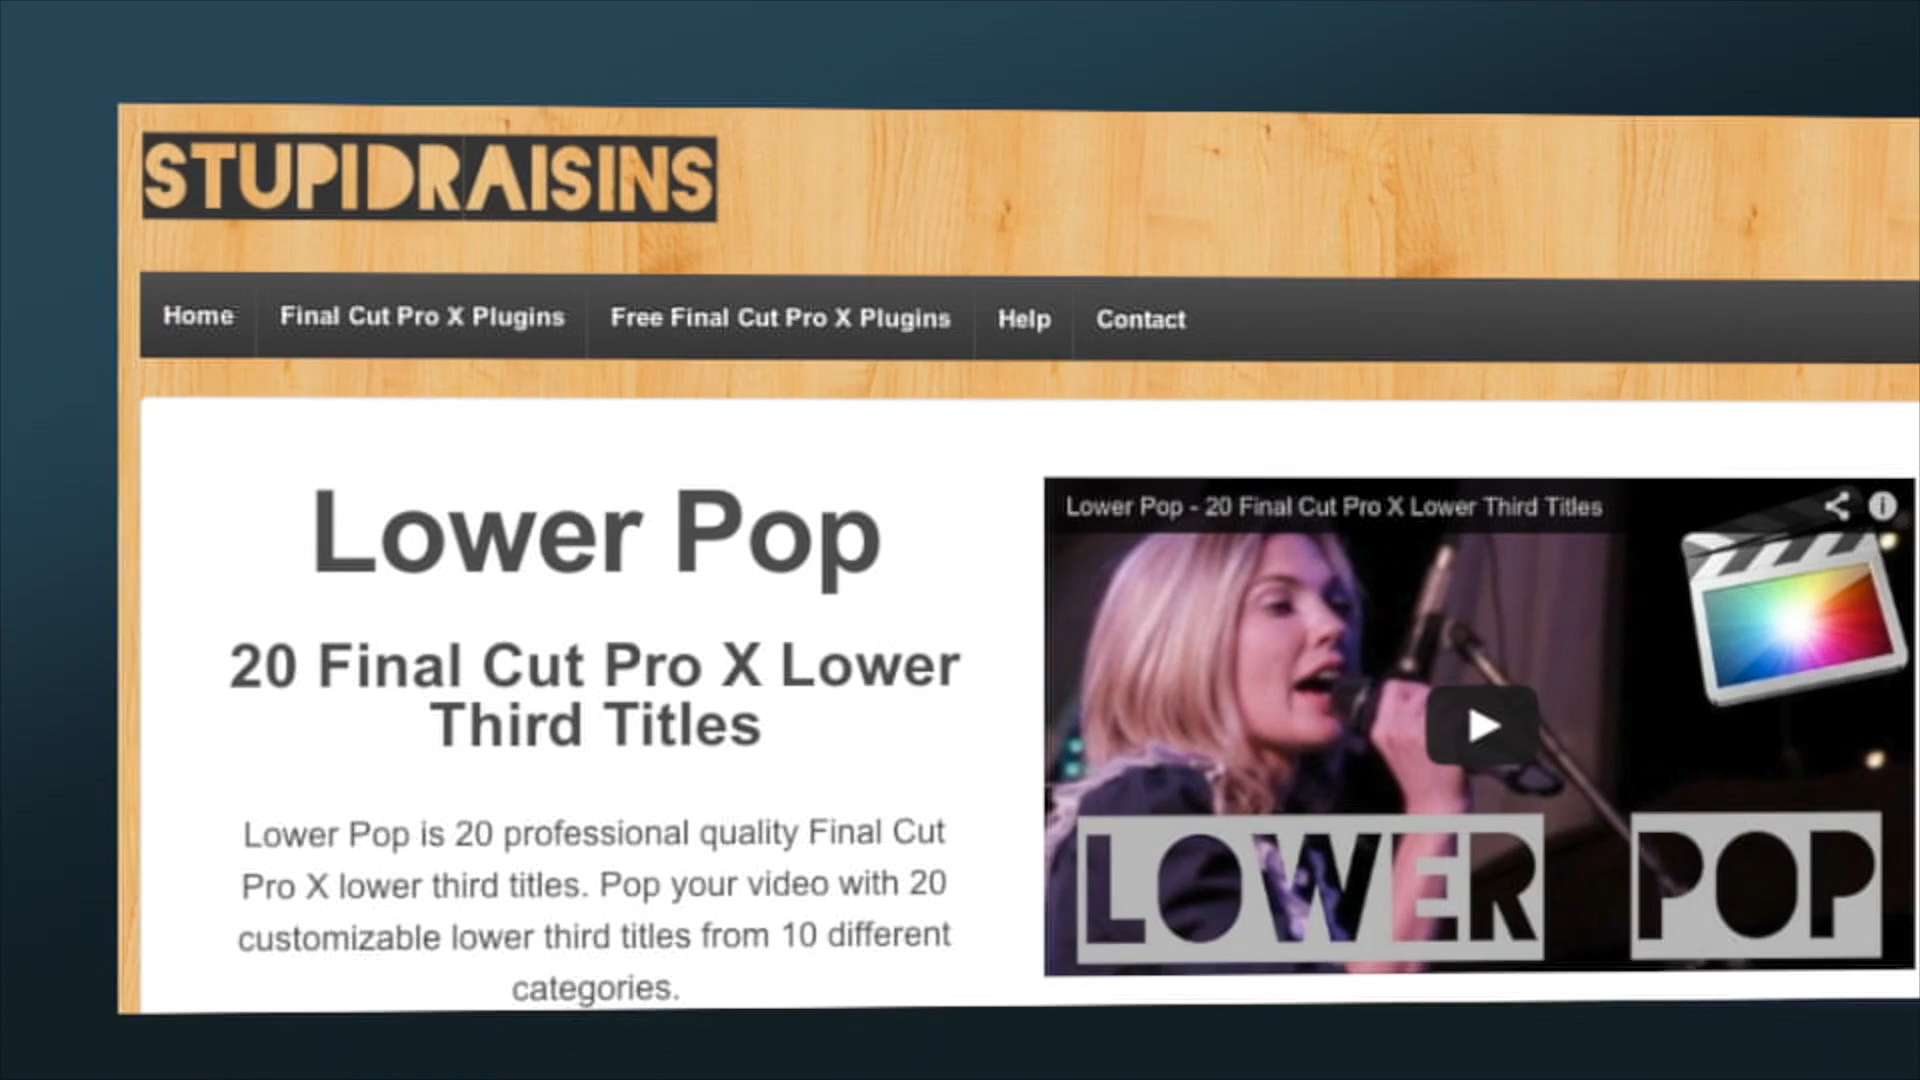 STUPIDRAISINS
Home Final Cut Pro X Plugins Free Final Cut Pro X Plugins Help Contact
Lower Pop
20 Final Cut Pro X Lower
Third Titles
Lower Pop is 20 professional quality Final Cut
Pro X lower third titles. Pop your video with 20
customizable lower third titles from 10 different
categories.
Lower Pop - 20 Final Cut Pro X Lower Third Titles
LOWER POP